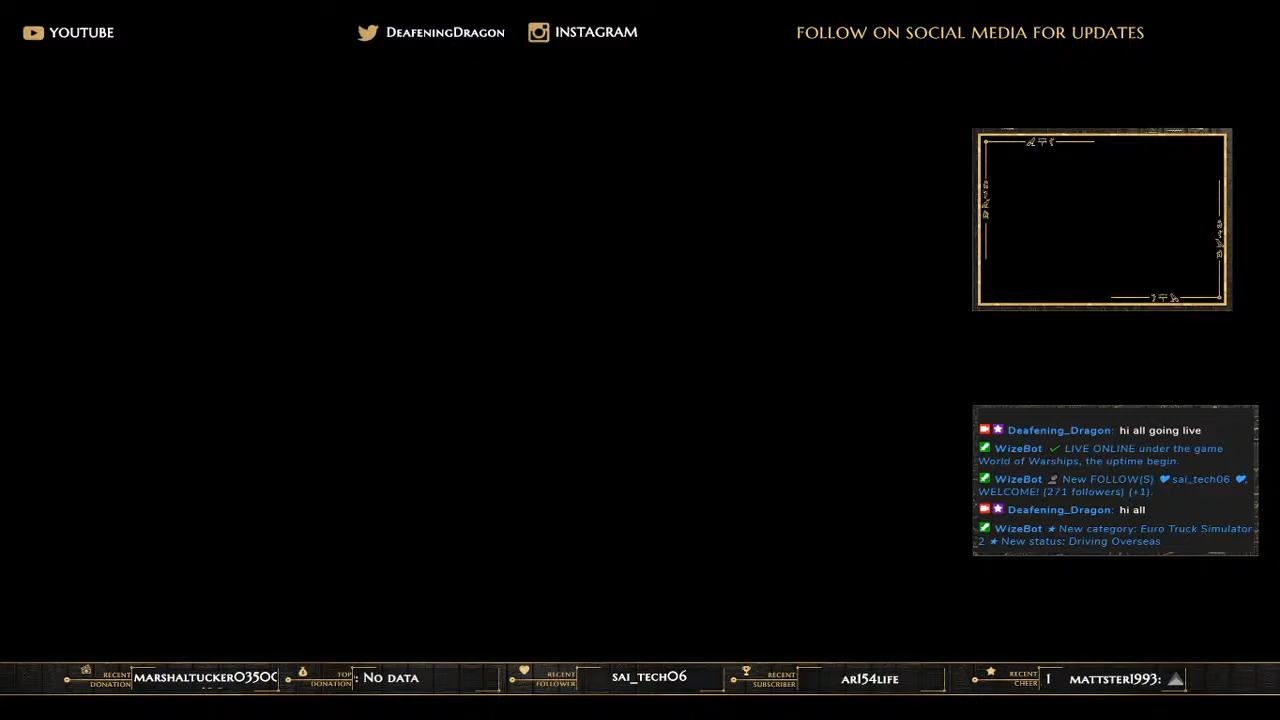 YOUTUBE
DeafeningDragon
INSTAGRAM
FOLLOW ON SOCIAL MEDIA FOR UPDATES
Deafening_Dragon: hi all going live
WizeBot ✓ LIVE ONLINE under the game
World of Warships, the uptime begin.
WizeBot New FOLLOW(S) sai_tech06
WELCOME! (271 followers) (+1).
Deafening_Dragon: hi all
WizeBot ★ New category: Euro Truck Simulator
2 ★ New status: Driving Overseas
RECENT
DONATION
TOP
DONATION
: No data
RECENT
FOLLOWER
sai_tech06
RECENT
SUBSCRIBER
ar154life
RECENT
CHEER
mattster1993: